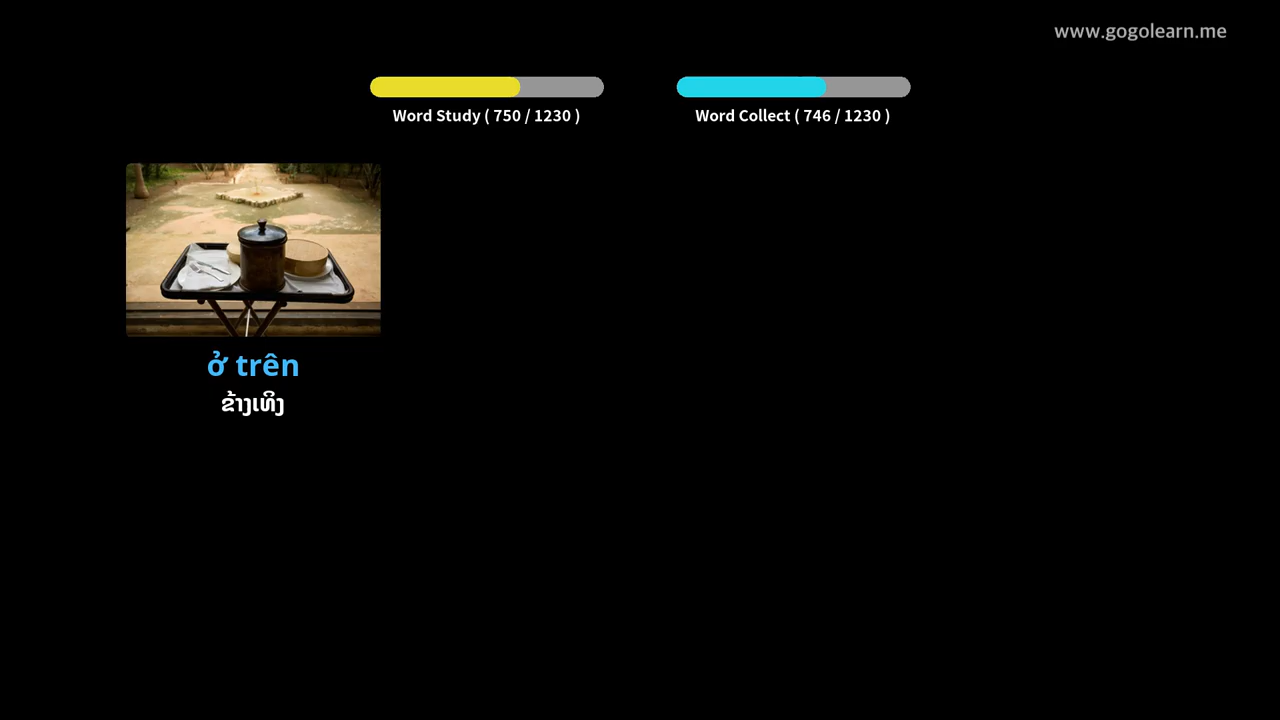 www.gogolearn.me
Word Study ( 750 / 1230 )
Word Collect ( 746 / 1230 )
ở trên
ຂ້າງເທິງ